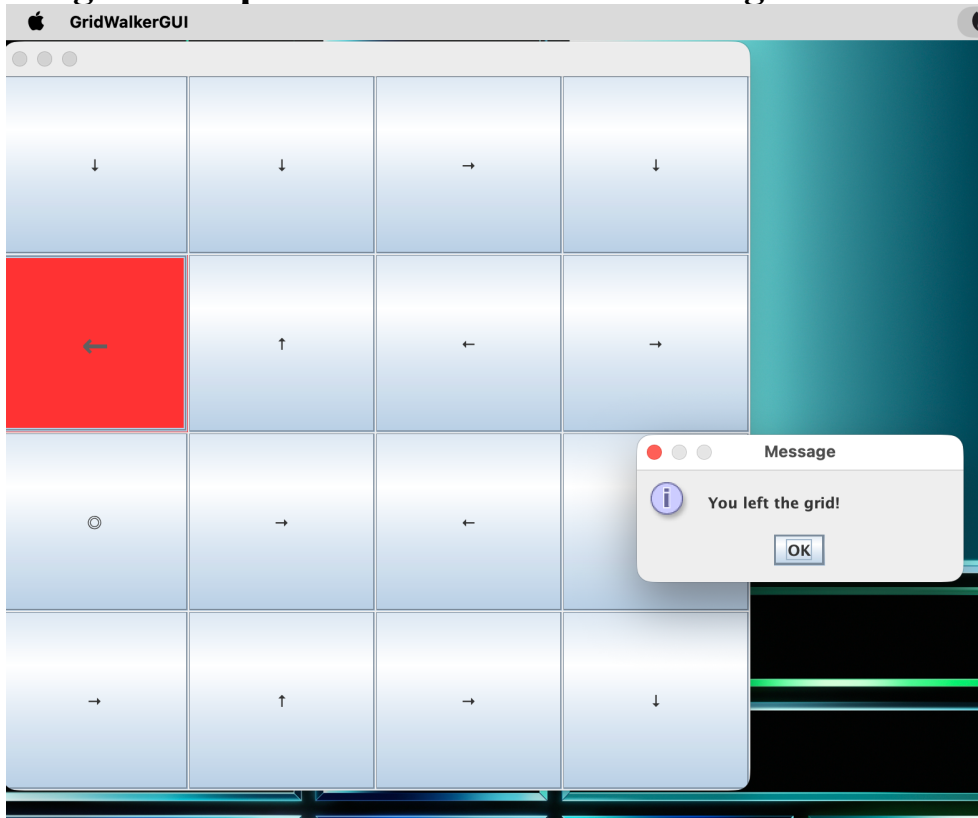 GridWalkerGUI
↓ ↓ → ↓
← ↑ ← →
Message
You left the grid!
OK
◎ → ←
→ ↑ → ↓